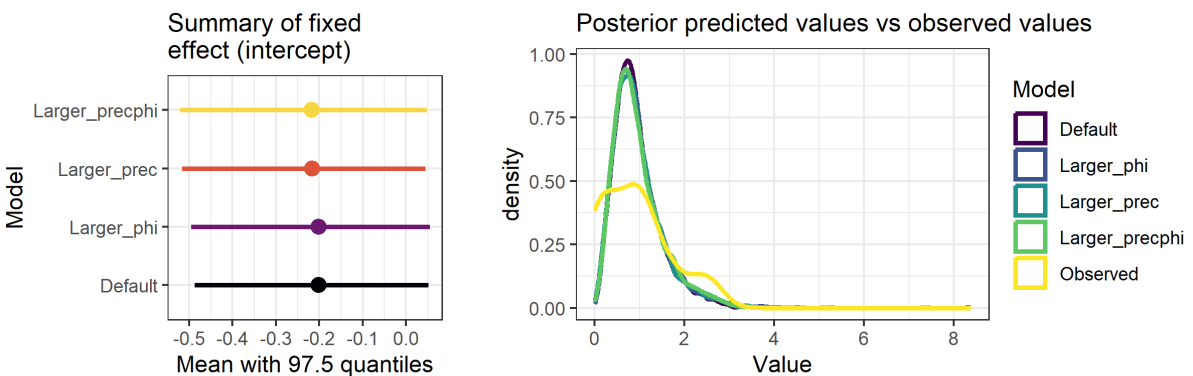 Summary of fixed
effect (intercept)
Model
Larger_precphi
Larger_prec
Larger_phi
Default
-0.5 -0.4 -0.3 -0.2 -0.1 0.0
Mean with 97.5 quantiles
Posterior predicted values vs observed values
density
1.00
0.75
0.50
0.25
0.00
0 2 4 6 8
Value
Model
Default
Larger_phi
Larger_prec
Larger_precphi
Observed